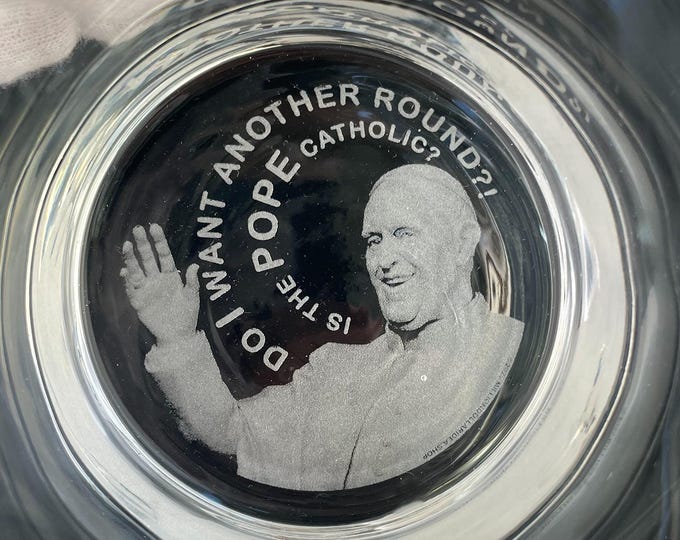 DO I WANT ANOTHER ROUND?!
IS THE POPE CATHOLIC?